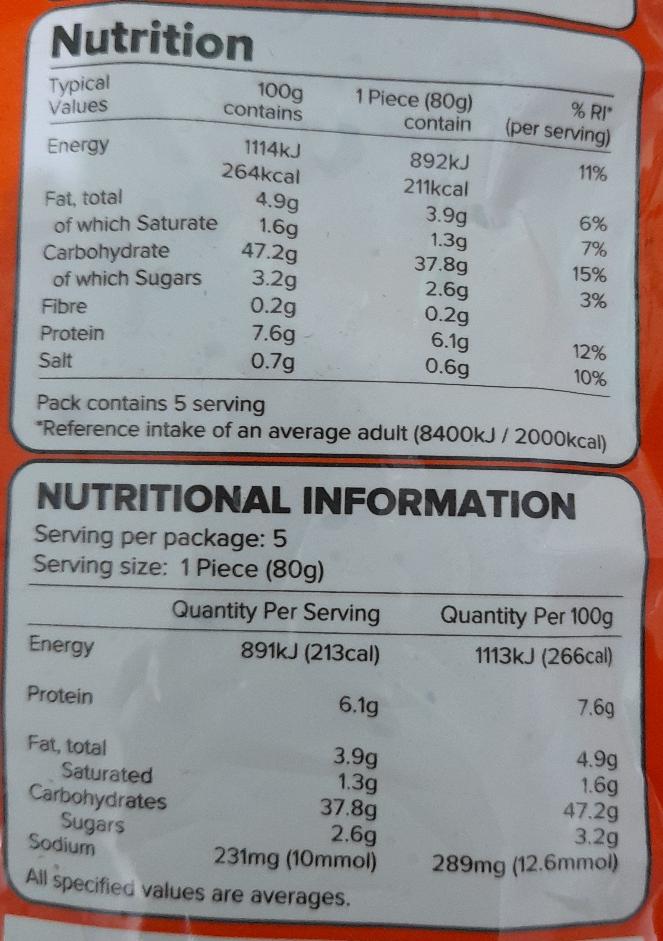 Nutrition
Typical Values 100g contains 1 Piece (80g) contain % RI* (per serving)
Energy 1114kJ 892kJ 11%
264kcal 211kcal
Fat, total 4.9g 3.9g 6%
of which Saturate 1.6g 1.3g 7%
Carbohydrate 47.2g 37.8g 15%
of which Sugars 3.2g 2.6g 3%
Fibre 0.2g 0.2g
Protein 7.6g 6.1g 12%
Salt 0.7g 0.6g 10%
Pack contains 5 serving
*Reference intake of an average adult (8400kJ / 2000kcal)
NUTRITIONAL INFORMATION
Serving per package: 5
Serving size: 1 Piece (80g)
Quantity Per Serving Quantity Per 100g
Energy 891kJ (213cal) 1113kJ (266cal)
Protein 6.1g 7.6g
Fat, total 3.9g 4.9g
Saturated 1.3g 1.6g
Carbohydrates 37.8g 47.2g
Sugars 2.6g 3.2g
Sodium 231mg (10mmol) 289mg (12.6mmol)
All specified values are averages.